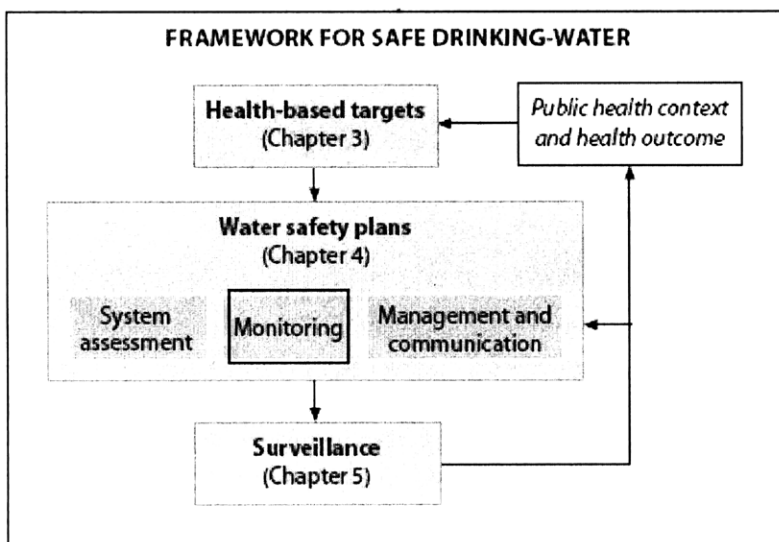 FRAMEWORK FOR SAFE DRINKING-WATER
Health-based targets
(Chapter 3)
Public health context
and health outcome
Water safety plans
(Chapter 4)
System
assessment
Monitoring
Management and
communication
Surveillance
(Chapter 5)